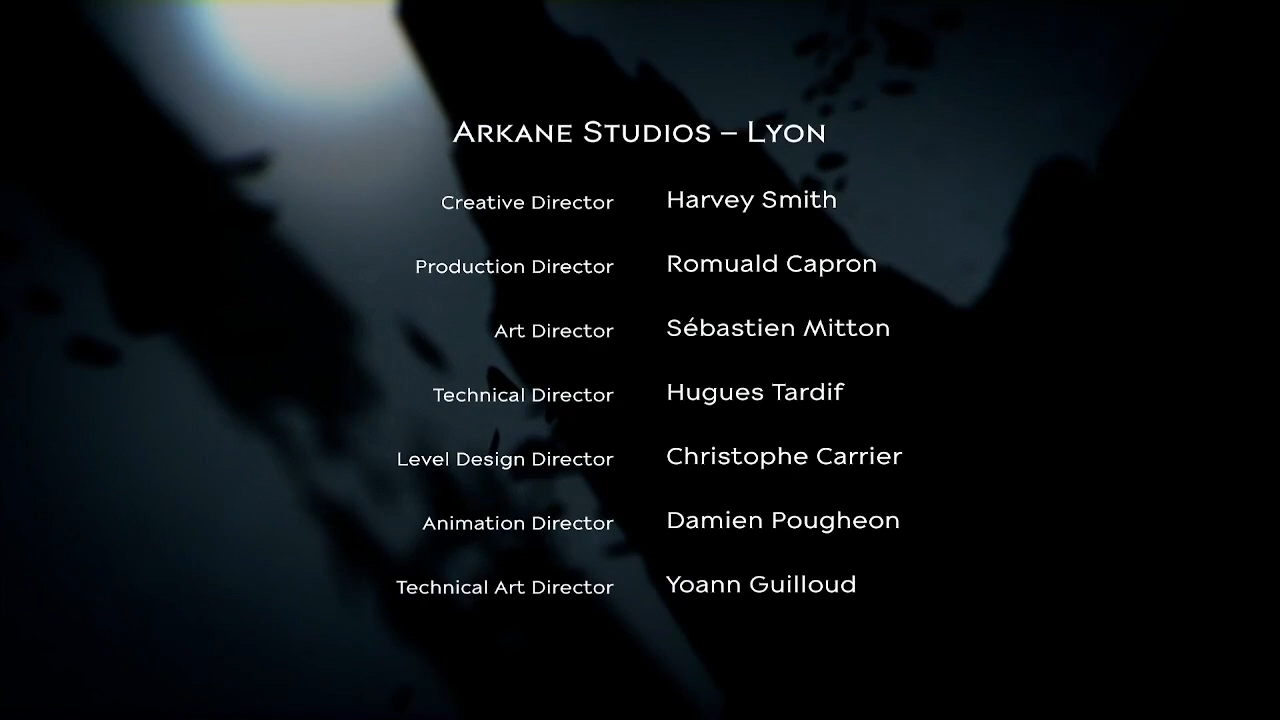 Arkane Studios – Lyon
Creative Director Harvey Smith
Production Director Romuald Capron
Art Director Sébastien Mitton
Technical Director Hugues Tardif
Level Design Director Christophe Carrier
Animation Director Damien Pougheon
Technical Art Director Yoann Guilloud